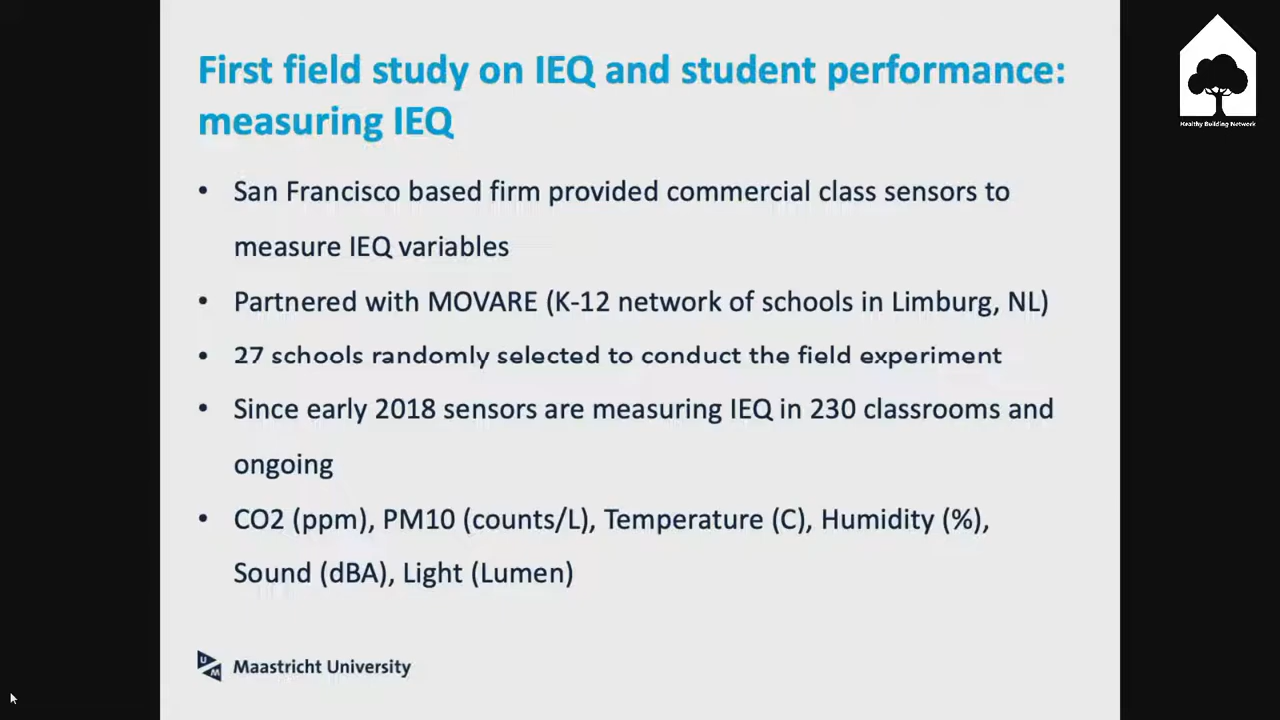 First field study on IEQ and student performance:
measuring IEQ
• San Francisco based firm provided commercial class sensors to
measure IEQ variables
• Partnered with MOVARE (K-12 network of schools in Limburg, NL)
• 27 schools randomly selected to conduct the field experiment
• Since early 2018 sensors are measuring IEQ in 230 classrooms and
ongoing
• CO2 (ppm), PM10 (counts/L), Temperature (C), Humidity (%),
Sound (dBA), Light (Lumen)
UM Maastricht University
Healthy Building Network